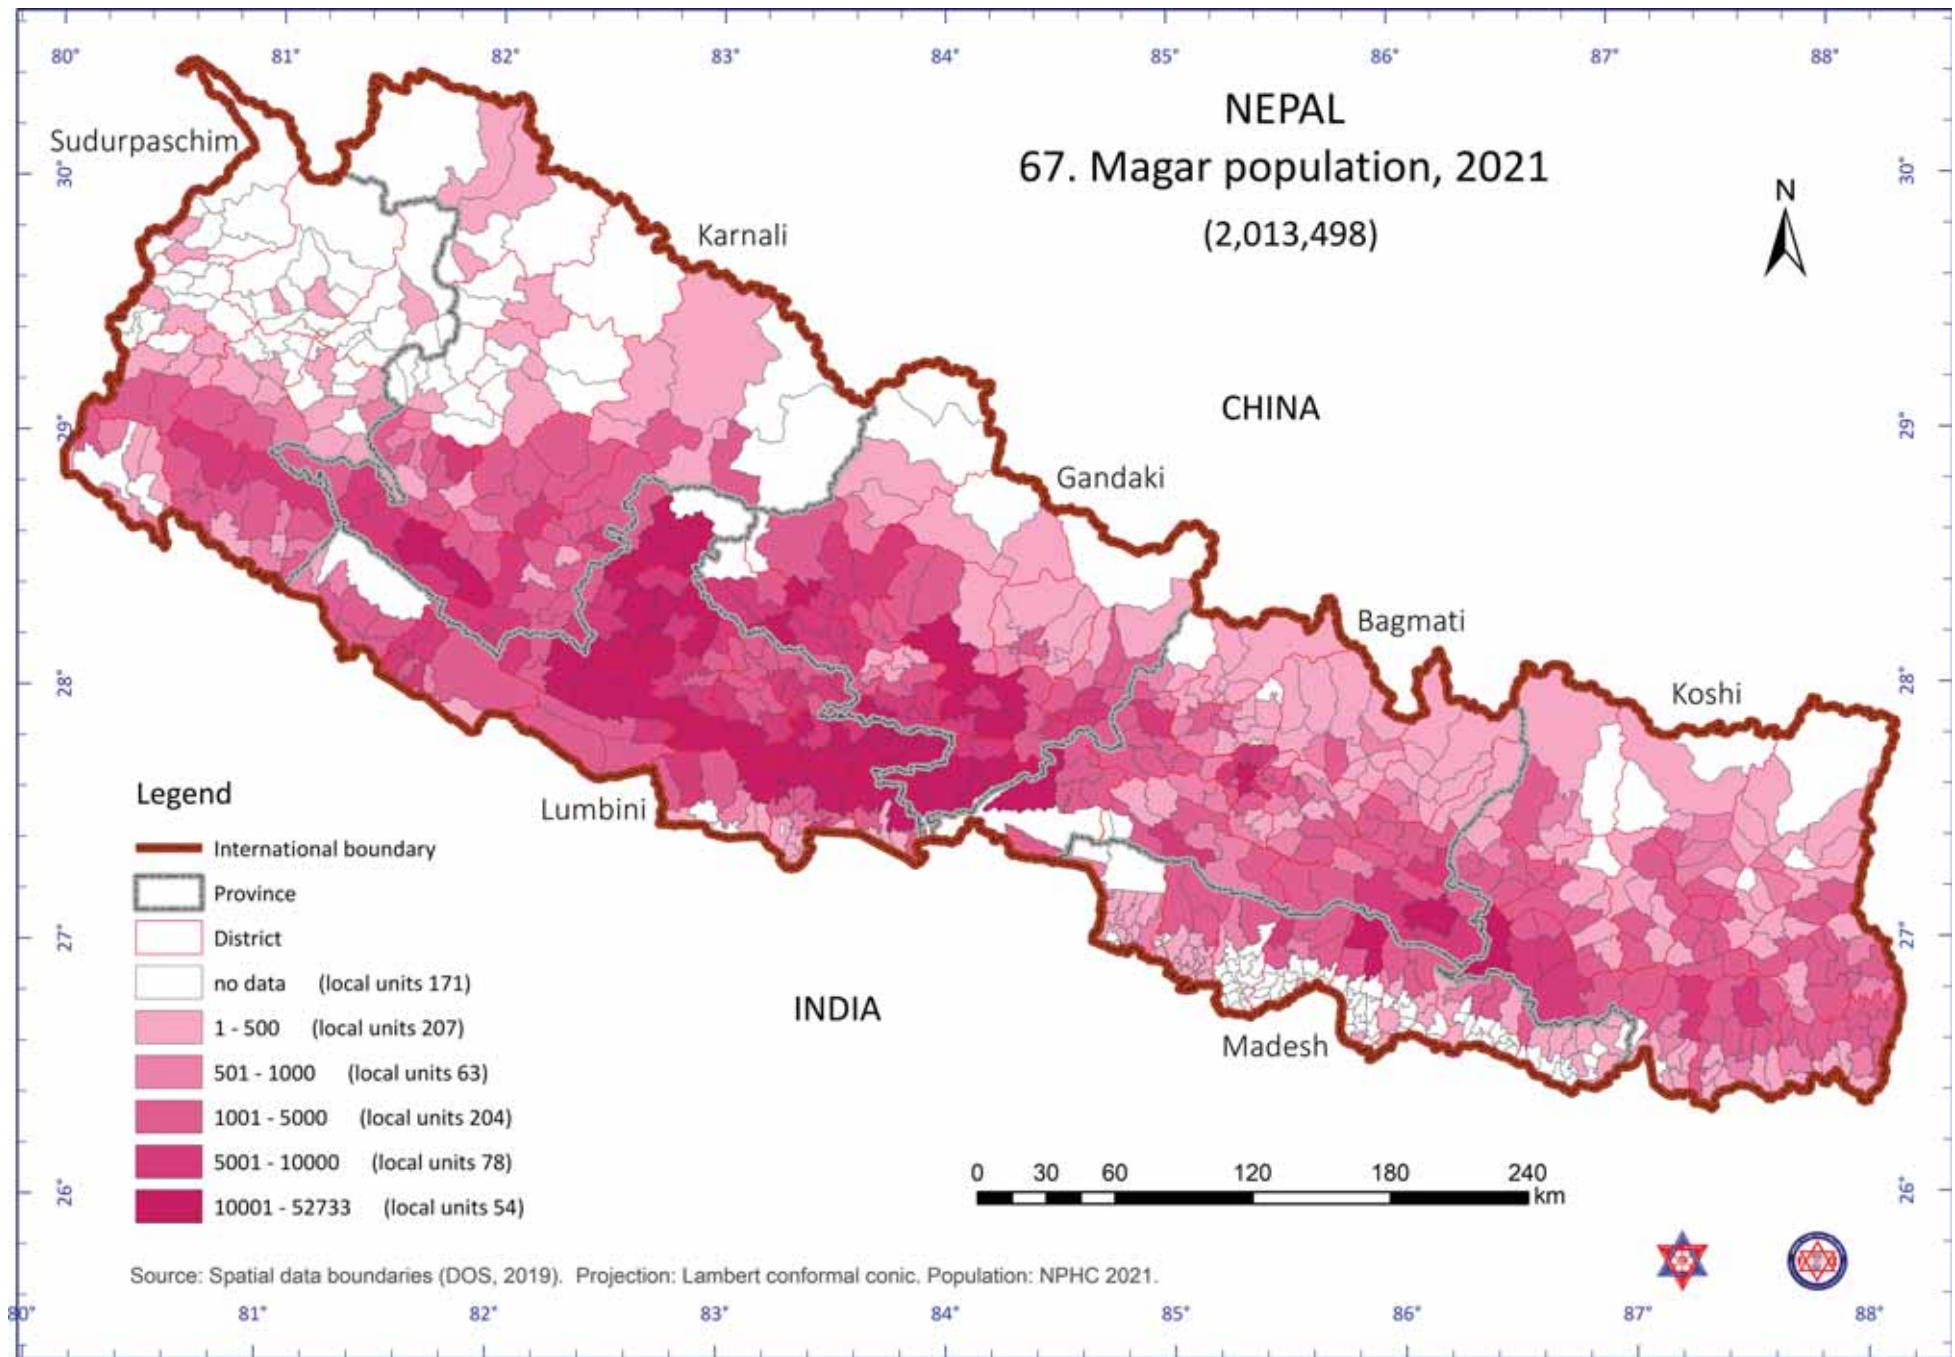 80° 81° 82° 83° 84° 85° 86° 87° 88°
NEPAL
67. Magar population, 2021
(2,013,498)
N
Sudurpaschim
30°
30°
Karnali
CHINA
29°
29°
Gandaki
Bagmati
28°
28°
Koshi
Legend
Lumbini
International boundary
Province
District
27°
27°
no data (local units 171)
INDIA
1 - 500 (local units 207)
Madesh
501 - 1000 (local units 63)
1001 - 5000 (local units 204)
5001 - 10000 (local units 78)
0 30 60 120 180 240
km
26°
26°
10001 - 52733 (local units 54)
Source: Spatial data boundaries (DOS, 2019). Projection: Lambert conformal conic. Population: NPHC 2021.
80° 81° 82° 83° 84° 85° 86° 87° 88°